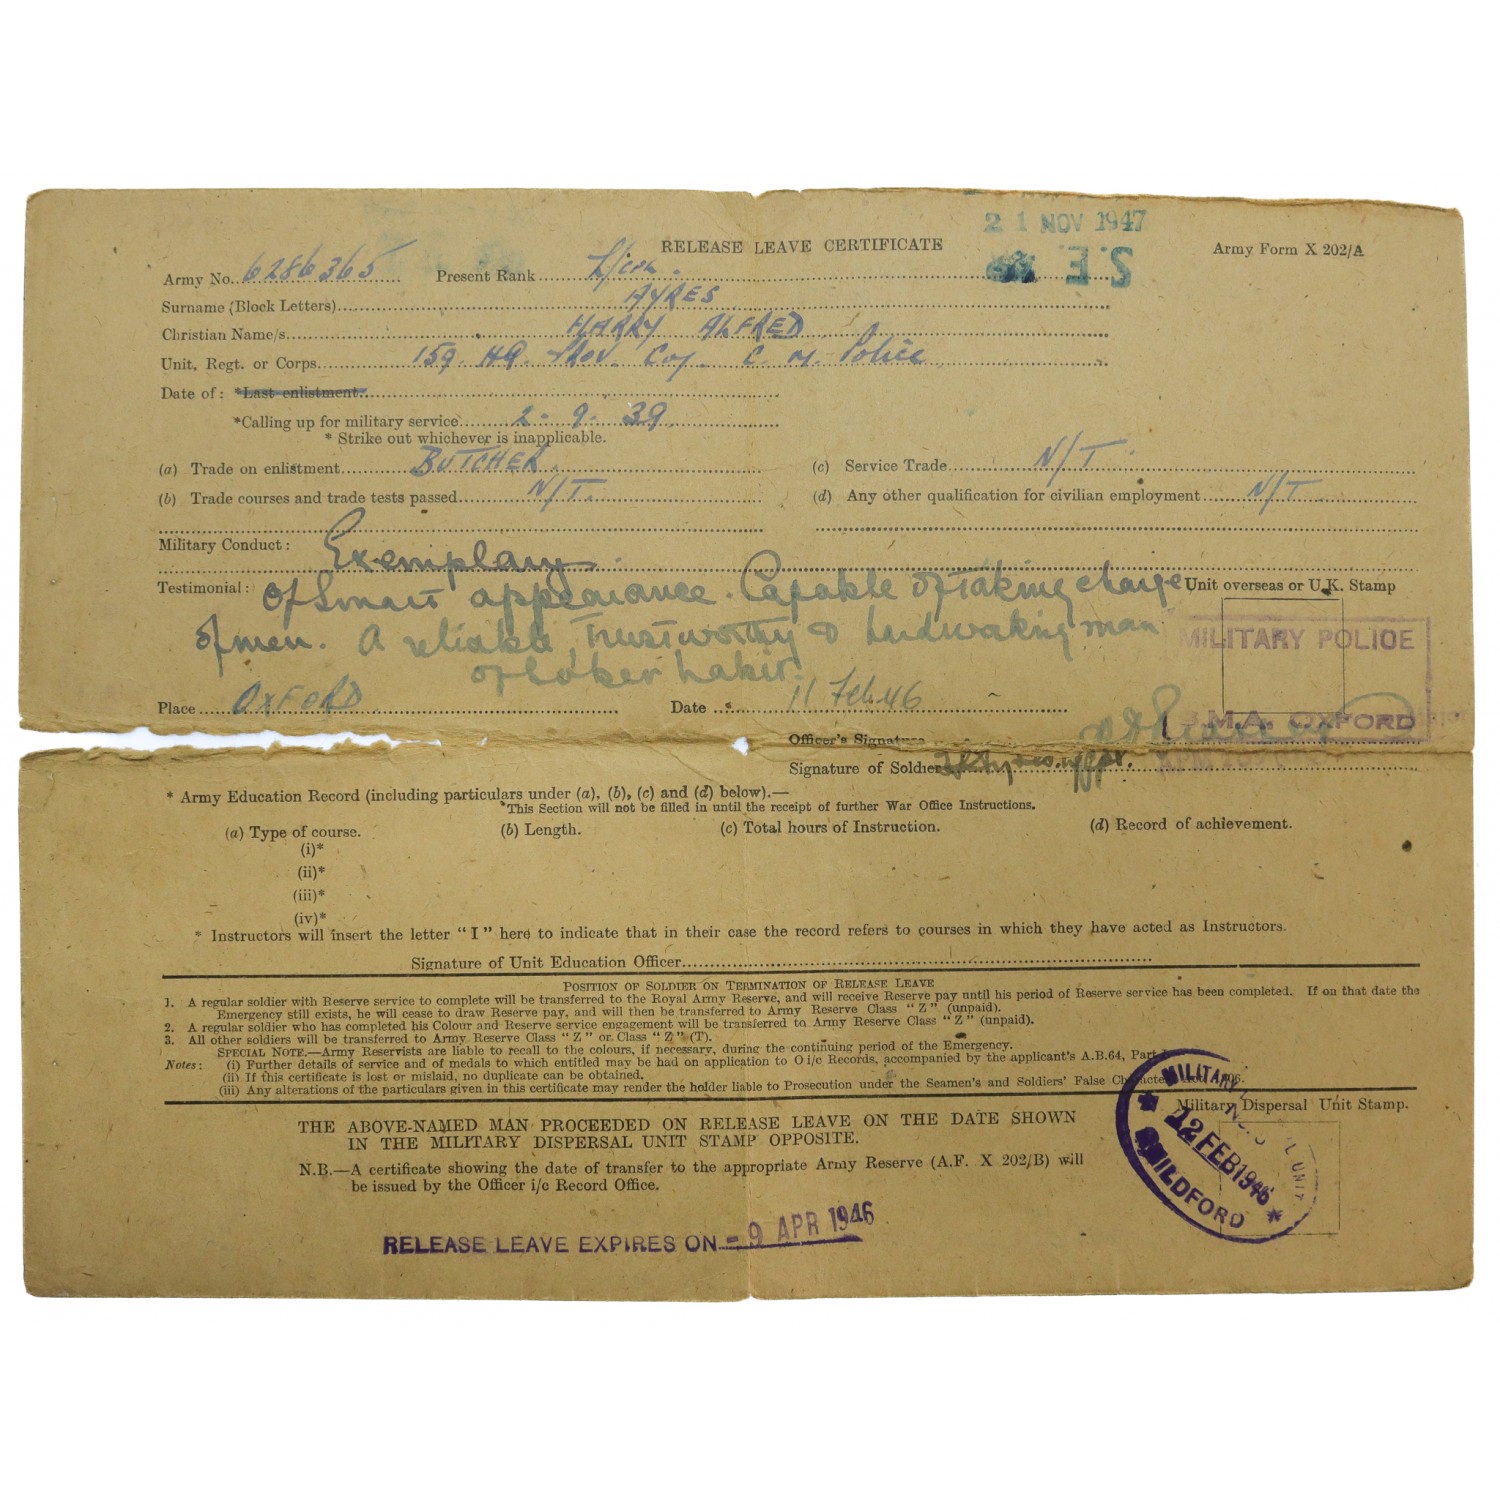 21 NOV 1947
RELEASE LEAVE CERTIFICATE
Army Form X 202/A
S.E.
Army No. 6286365 Present Rank L/Cpl.
Surname (Block Letters) AYRES
Christian Name/s HARRY ALFRED
Unit, Regt. or Corps 159 HQ Prov. Coy. C. of Police
Date of: *Last enlistment
*Calling up for military service 2-9-39
* Strike out whichever is inapplicable.
(a) Trade on enlistment BUTCHER (c) Service Trade N/T.
(b) Trade courses and trade tests passed N/T. (d) Any other qualification for civilian employment N/T
Military Conduct: Exemplary.
Testimonial: Of Smart appearance. Capable of taking charge
Unit overseas or U.K. Stamp
of men. A reliable, trustworthy & hardworking man
of sober habit.
MILITARY POLICE
Place OXFORD Date 11 Feb 46
.M.A. OXFORD
Officer's Signature
Signature of Soldier
* Army Education Record (including particulars under (a), (b), (c) and (d) below).—
*This Section will not be filled in until the receipt of further War Office Instructions.
(a) Type of course. (b) Length. (c) Total hours of Instruction. (d) Record of achievement.
(i)*
(ii)*
(iii)*
(iv)*
* Instructors will insert the letter "I" here to indicate that in their case the record refers to courses in which they have acted as Instructors.
Signature of Unit Education Officer
POSITION OF SOLDIER ON TERMINATION OF RELEASE LEAVE
1. A regular soldier with Reserve service to complete will be transferred to the Royal Army Reserve, and will receive Reserve pay until his period of Reserve service has been completed. If on that date the
Emergency still exists, he will cease to draw Reserve pay, and will then be transferred to Army Reserve Class "Z" (unpaid).
2. A regular soldier who has completed his Colour and Reserve service engagement will be transferred to Army Reserve Class "Z" (unpaid).
3. All other soldiers will be transferred to Army Reserve Class "Z" or Class "Z" (T).
SPECIAL NOTE.—Army Reservists are liable to recall to the colours, if necessary, during the continuing period of the Emergency.
Notes: (i) Further details of service and of medals to which entitled may be had on application to O i/c Records, accompanied by the applicant's A.B.64, Part I.
(ii) If this certificate is lost or mislaid, no duplicate can be obtained.
(iii) Any alterations of the particulars given in this certificate may render the holder liable to Prosecution under the Seamen's and Soldiers' False
Military Dispersal Unit Stamp.
THE ABOVE-NAMED MAN PROCEEDED ON RELEASE LEAVE ON THE DATE SHOWN
IN THE MILITARY DISPERSAL UNIT STAMP OPPOSITE.
N.B.—A certificate showing the date of transfer to the appropriate Army Reserve (A.F. X 202/B) will
be issued by the Officer i/c Record Office.
MILITARY
UNIT
12 FEB 1946
GUILDFORD
RELEASE LEAVE EXPIRES ON - 9 APR 1946